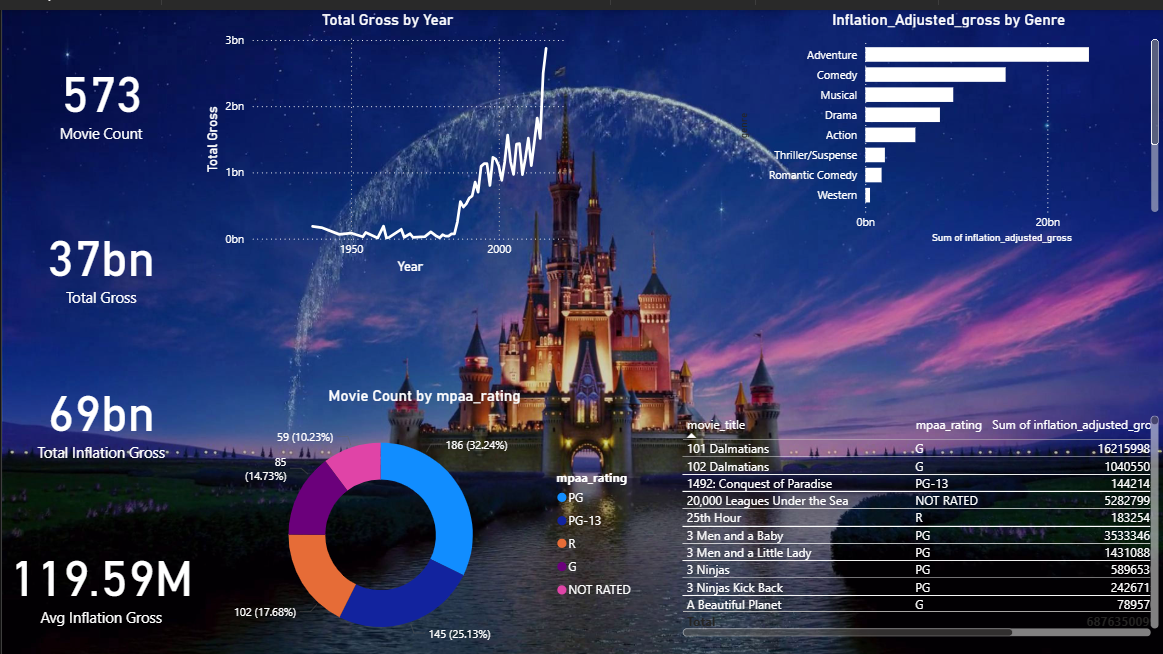 573
Movie Count
37bn
Total Gross
69bn
Total Inflation Gross
119.59M
Avg Inflation Gross
Total Gross by Year
Total Gross
3bn
2bn
1bn
0bn
1950
2000
Year
Inflation_Adjusted_gross by Genre
Adventure
Comedy
Musical
Drama
Action
Thriller/Suspense
Romantic Comedy
Western
0bn
20bn
Sum of inflation_adjusted_gross
Movie Count by mpaa_rating
59 (10.23%)
186 (32.24%)
85
(14.73%)
102 (17.68%)
145 (25.13%)
mpaa_rating
PG
PG-13
R
G
NOT RATED
movie_title mpaa_rating Sum of inflation_adjusted_gro
101 Dalmatians G 16215998
102 Dalmatians G 1040550
1492: Conquest of Paradise PG-13 144214
20,000 Leagues Under the Sea NOT RATED 5282799
25th Hour R 183254
3 Men and a Baby PG 3533346
3 Men and a Little Lady PG 1431088
3 Ninjas PG 589653
3 Ninjas Kick Back PG 242671
A Beautiful Planet G 78957
Total 687635009